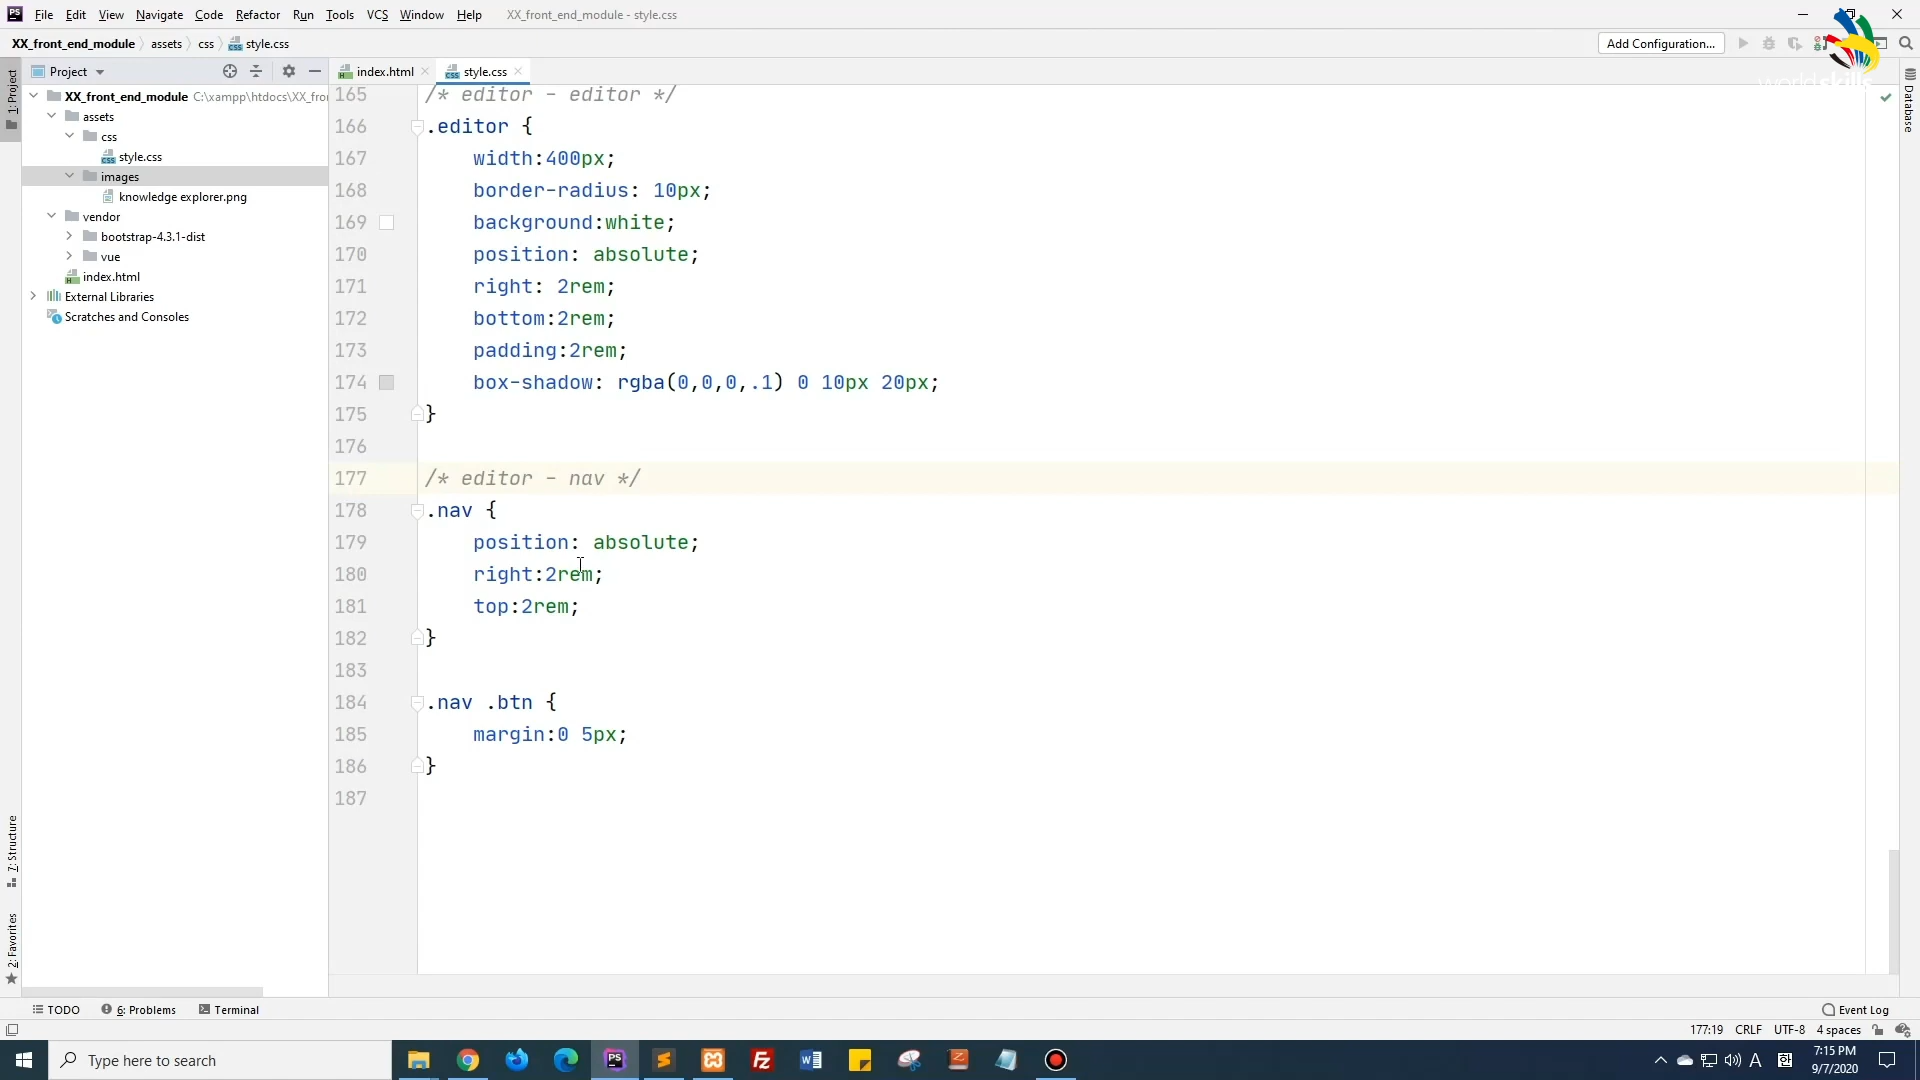 PS File Edit View Navigate Code Refactor Run Tools VCS Window Help XX_front_end_module - style.css
XX_front_end_module assets css style.css Add Configuration...
worldskills
Project index.html style.css
1: Project
Database
XX_front_end_module C:\xampp\htdocs\XX_fro
assets
css
style.css
images
knowledge explorer.png
vendor
bootstrap-4.3.1-dist
vue
index.html
External Libraries
Scratches and Consoles
165 /* editor - editor */
166 .editor {
167 width:400px;
168 border-radius: 10px;
169 background:white;
170 position: absolute;
171 right: 2rem;
172 bottom:2rem;
173 padding:2rem;
174 box-shadow: rgba(0,0,0,.1) 0 10px 20px;
175 }
176
177 /* editor - nav */
178 .nav {
179 position: absolute;
180 right:2rem;
181 top:2rem;
182 }
183
184 .nav .btn {
185 margin:0 5px;
186 }
187
7: Structure
2: Favorites
TODO 6: Problems Terminal Event Log
177:19 CRLF UTF-8 4 spaces
Type here to search
A
7:15 PM
9/7/2020